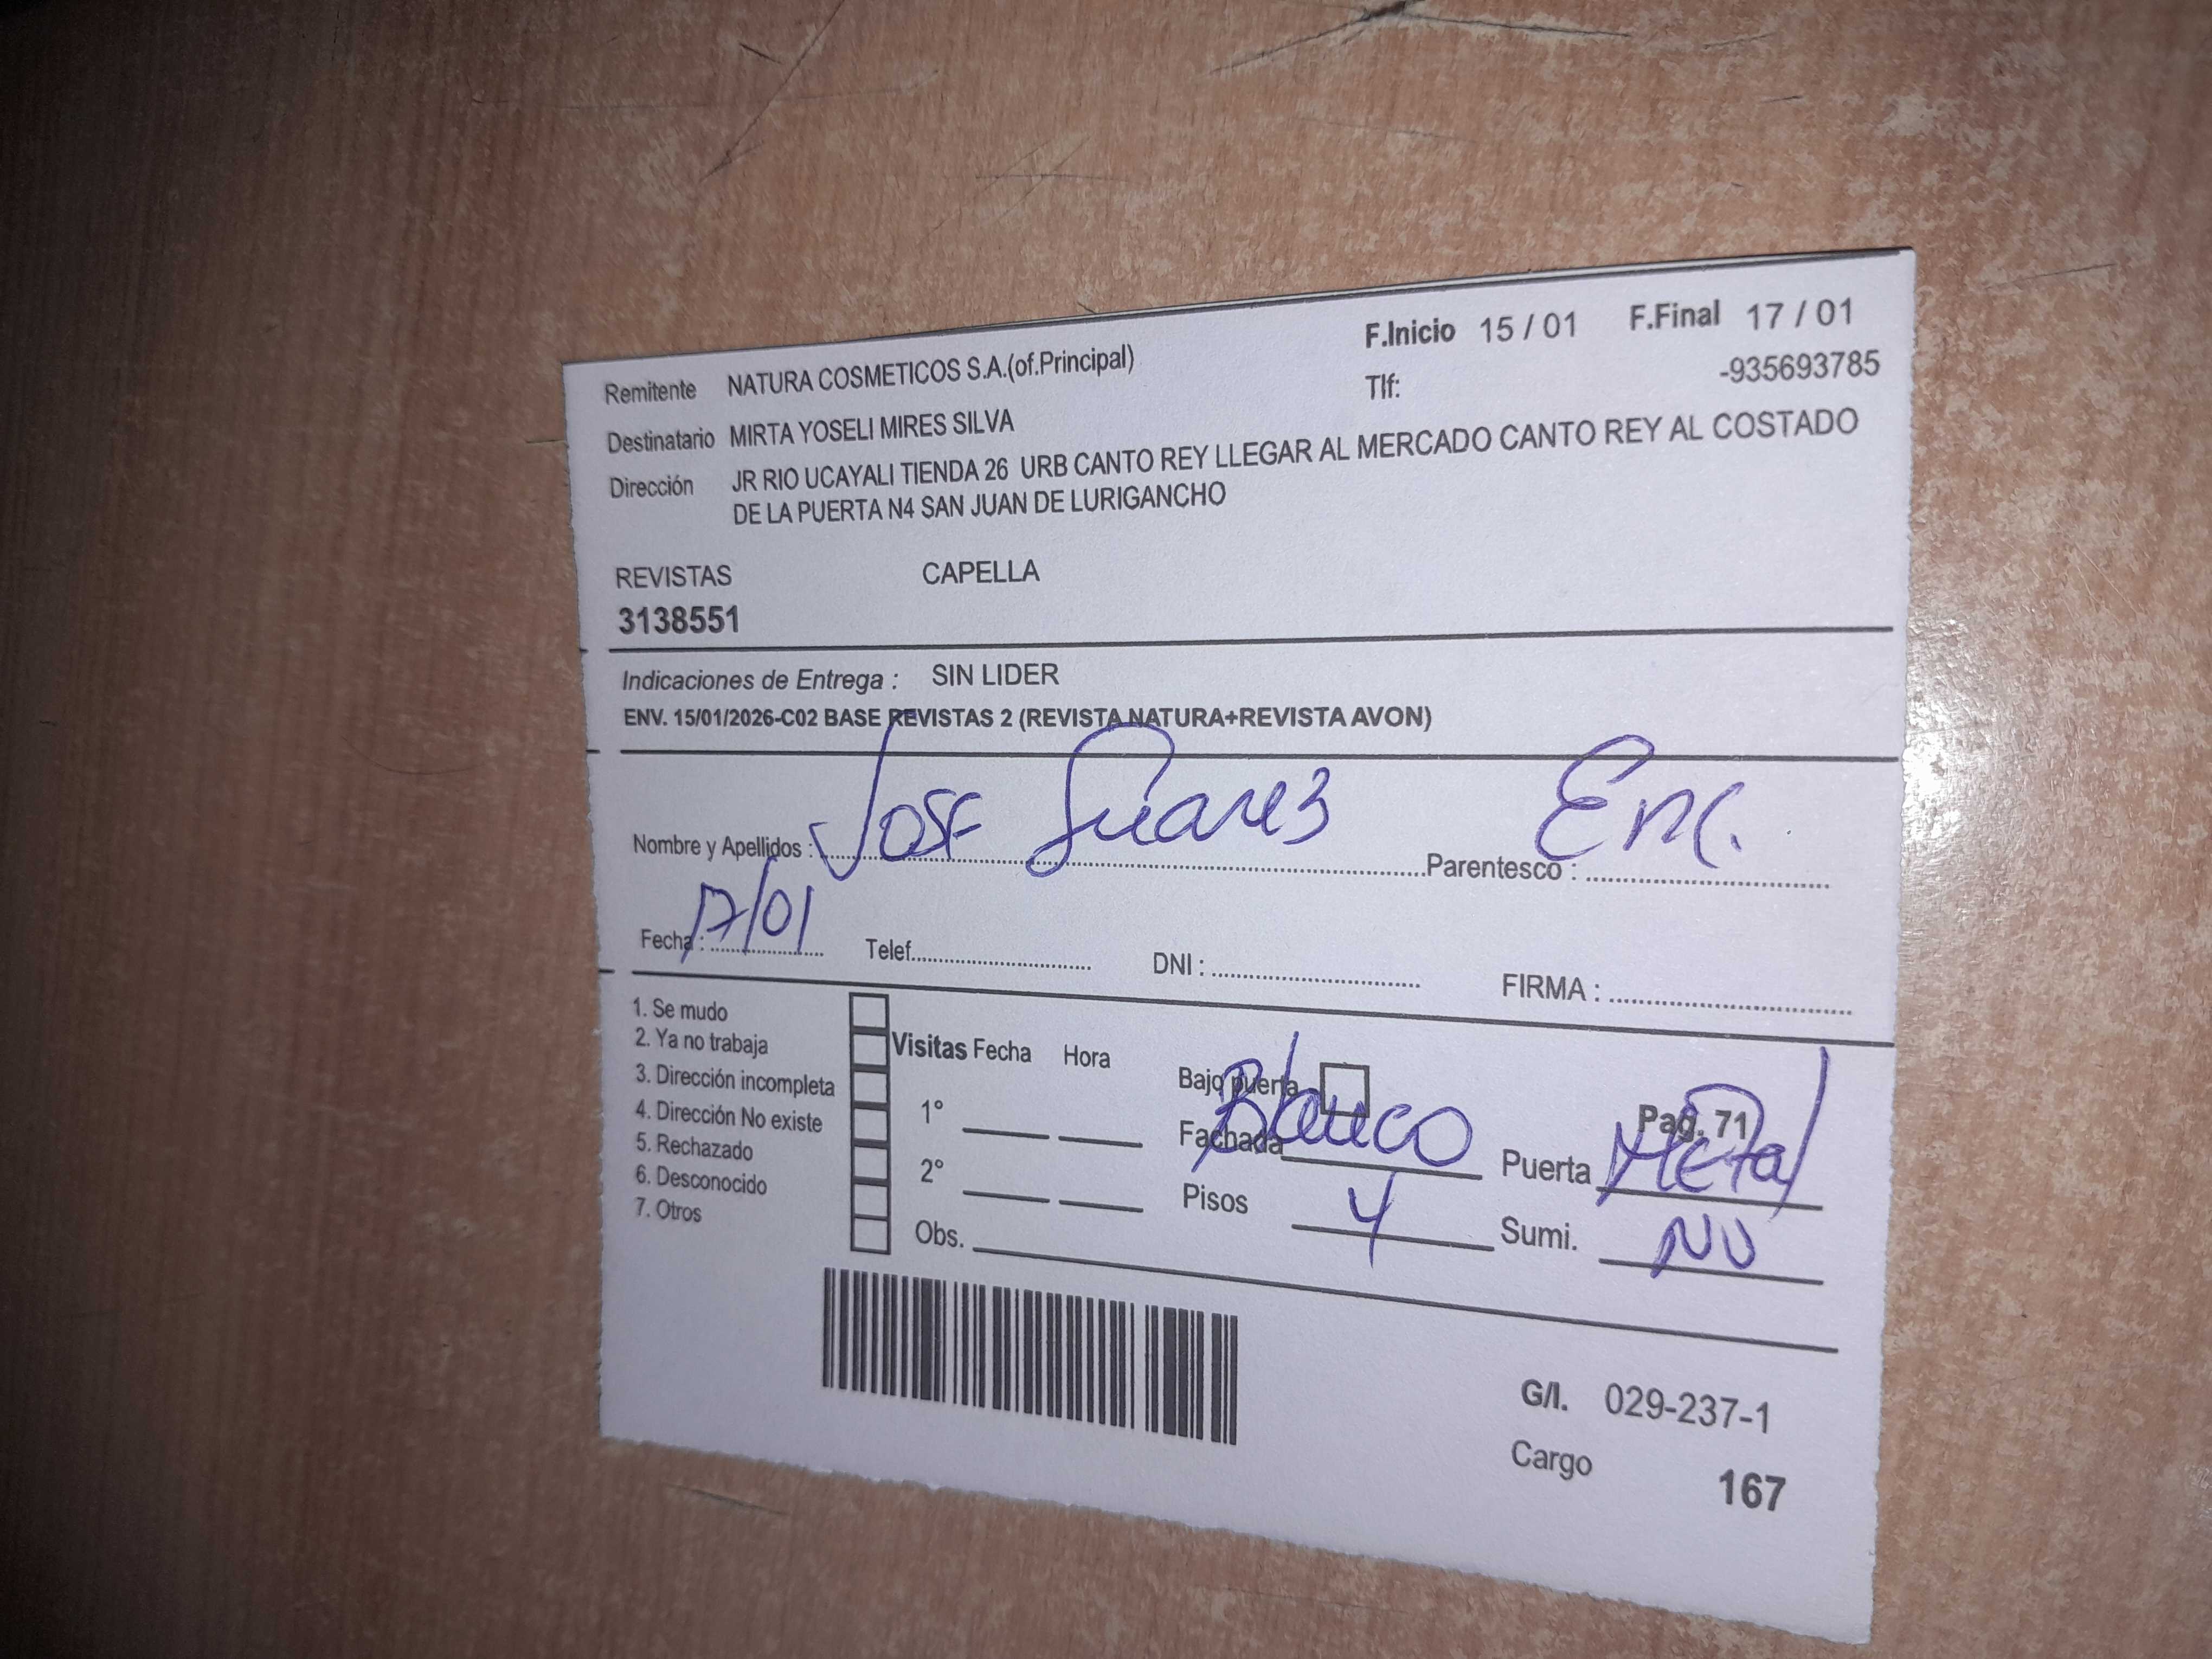 F.Inicio 15 / 01 F.Final 17 / 01
Remitente NATURA COSMETICOS S.A.(of.Principal) Tlf: -935693785
Destinatario MIRTA YOSELI MIRES SILVA
Dirección JR RIO UCAYALI TIENDA 26 URB CANTO REY LLEGAR AL MERCADO CANTO REY AL COSTADO
DE LA PUERTA N4 SAN JUAN DE LURIGANCHO
REVISTAS CAPELLA
3138551
Indicaciones de Entrega : SIN LIDER
ENV. 15/01/2026-C02 BASE REVISTAS 2 (REVISTA NATURA+REVISTA AVON)
Nombre y Apellidos : Jose Suarez Parentesco : Enc.
Fecha : 17/01 Telef. DNI : FIRMA :
1. Se mudo
2. Ya no trabaja
3. Dirección incompleta
4. Dirección No existe
5. Rechazado
6. Desconocido
7. Otros
Visitas Fecha Hora
1°
2°
Obs.
Bajo puerta
Pag. 71
Fachada Blanco Puerta Metal
Pisos 4 Sumi. NO
G/I. 029-237-1
Cargo 167